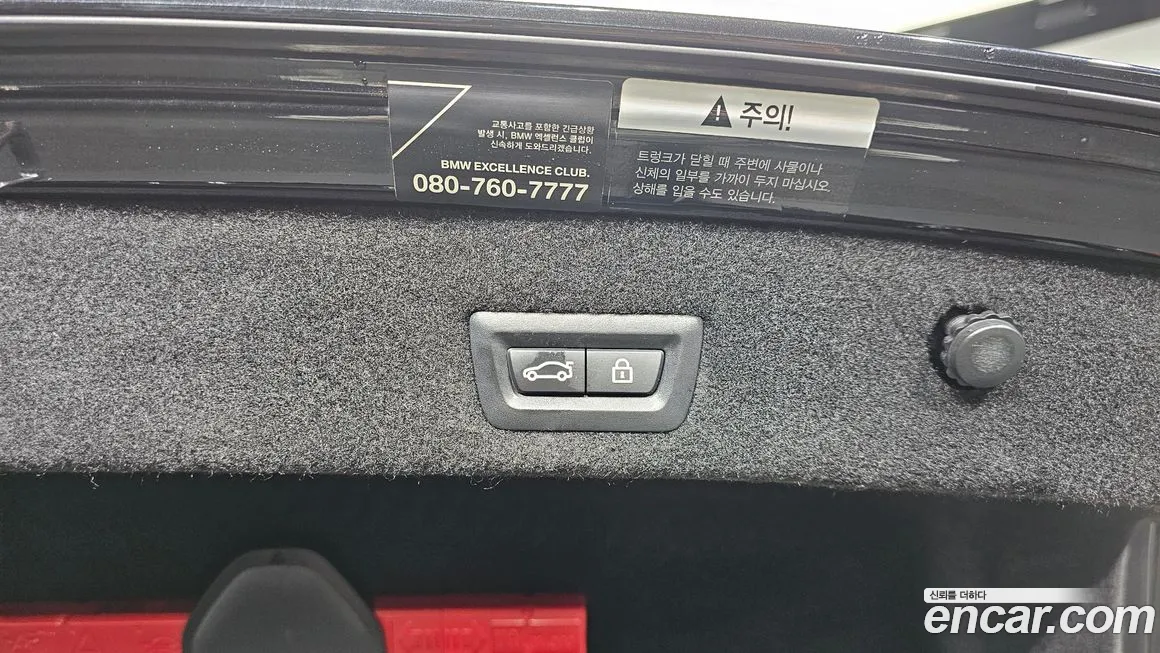 교통사고를 포함한 긴급상황
발생 시, BMW 엑셀런스 클럽이
신속하게 도와드리겠습니다.
BMW EXCELLENCE CLUB.
080-760-7777
주의!
트렁크가 닫힐 때 주변에 사물이나
신체의 일부를 가까이 두지 마십시오.
상해를 입을 수도 있습니다.
신뢰를 더하다
encar.com